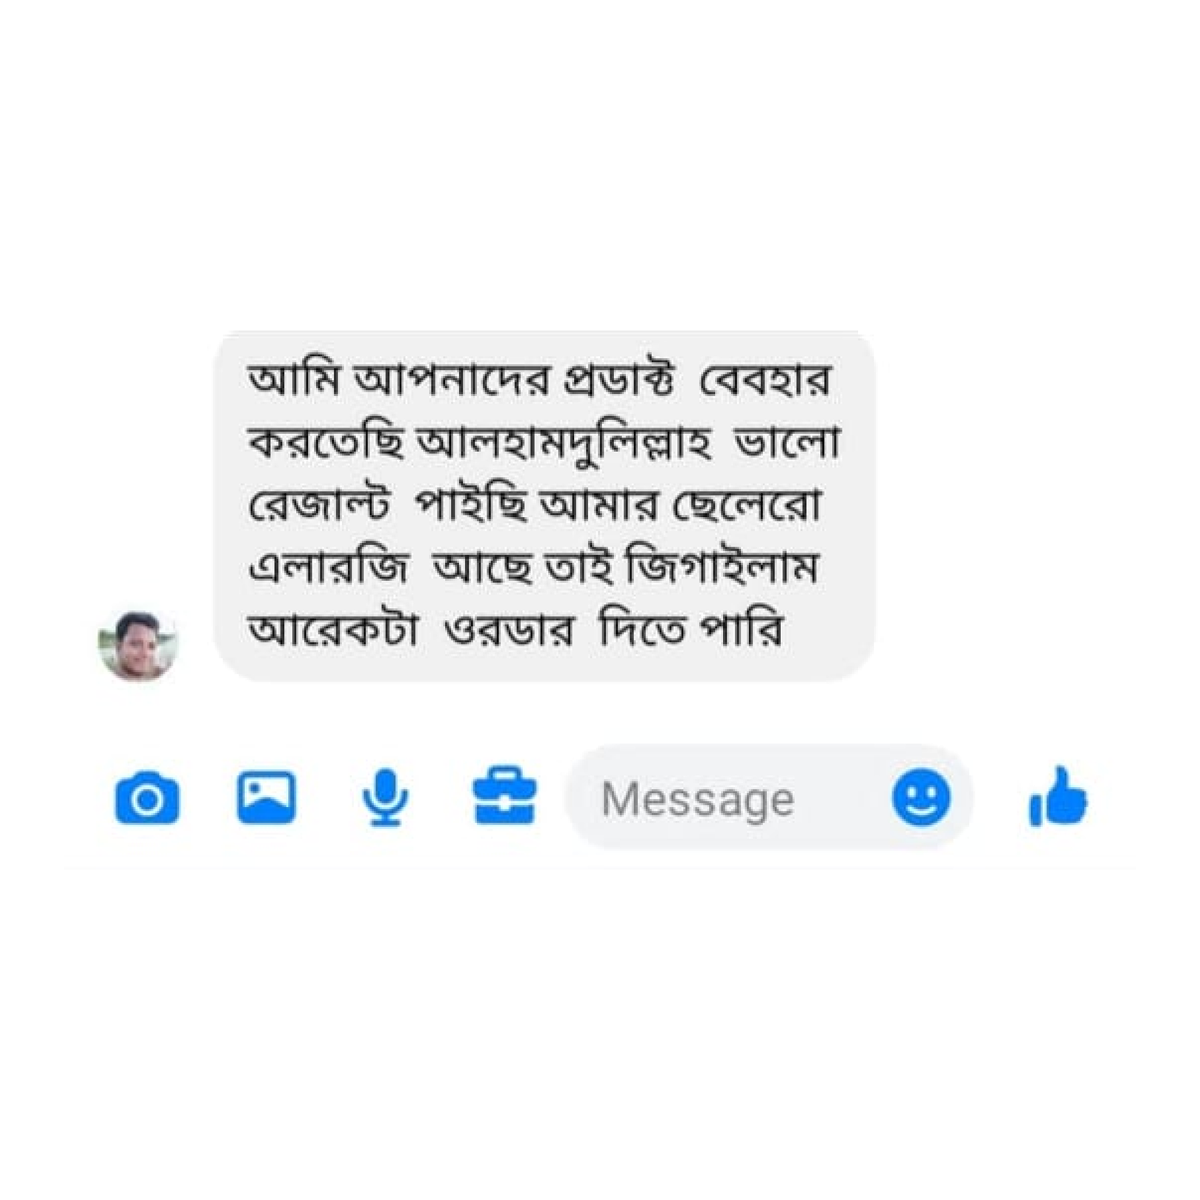 আমি আপনাদের প্রডাক্ট বেবহার
করতেছি আলহামদুলিল্লাহ ভালো
রেজাল্ট পাইছি আমার ছেলেরো
এলারজি আছে তাই জিগাইলাম
আরেকটা ওরডার দিতে পারি
Message